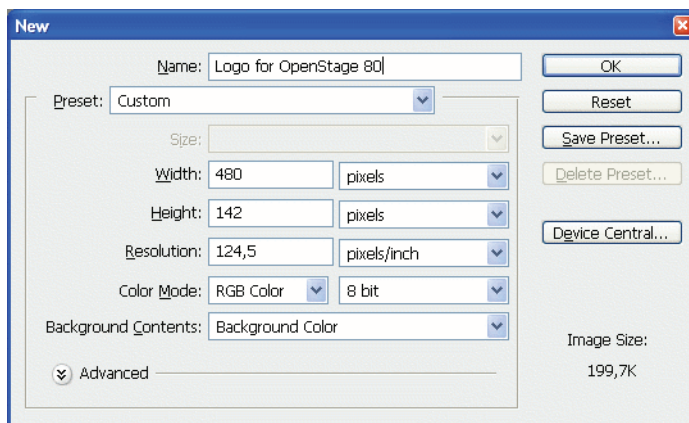 New
Name: Logo for OpenStage 80 OK
Preset: Custom Reset
Size: Save Preset...
Width: 480 pixels Delete Preset...
Height: 142 pixels
Resolution: 124,5 pixels/inch Device Central...
Color Mode: RGB Color 8 bit
Background Contents: Background Color
Image Size:
Advanced 199,7K